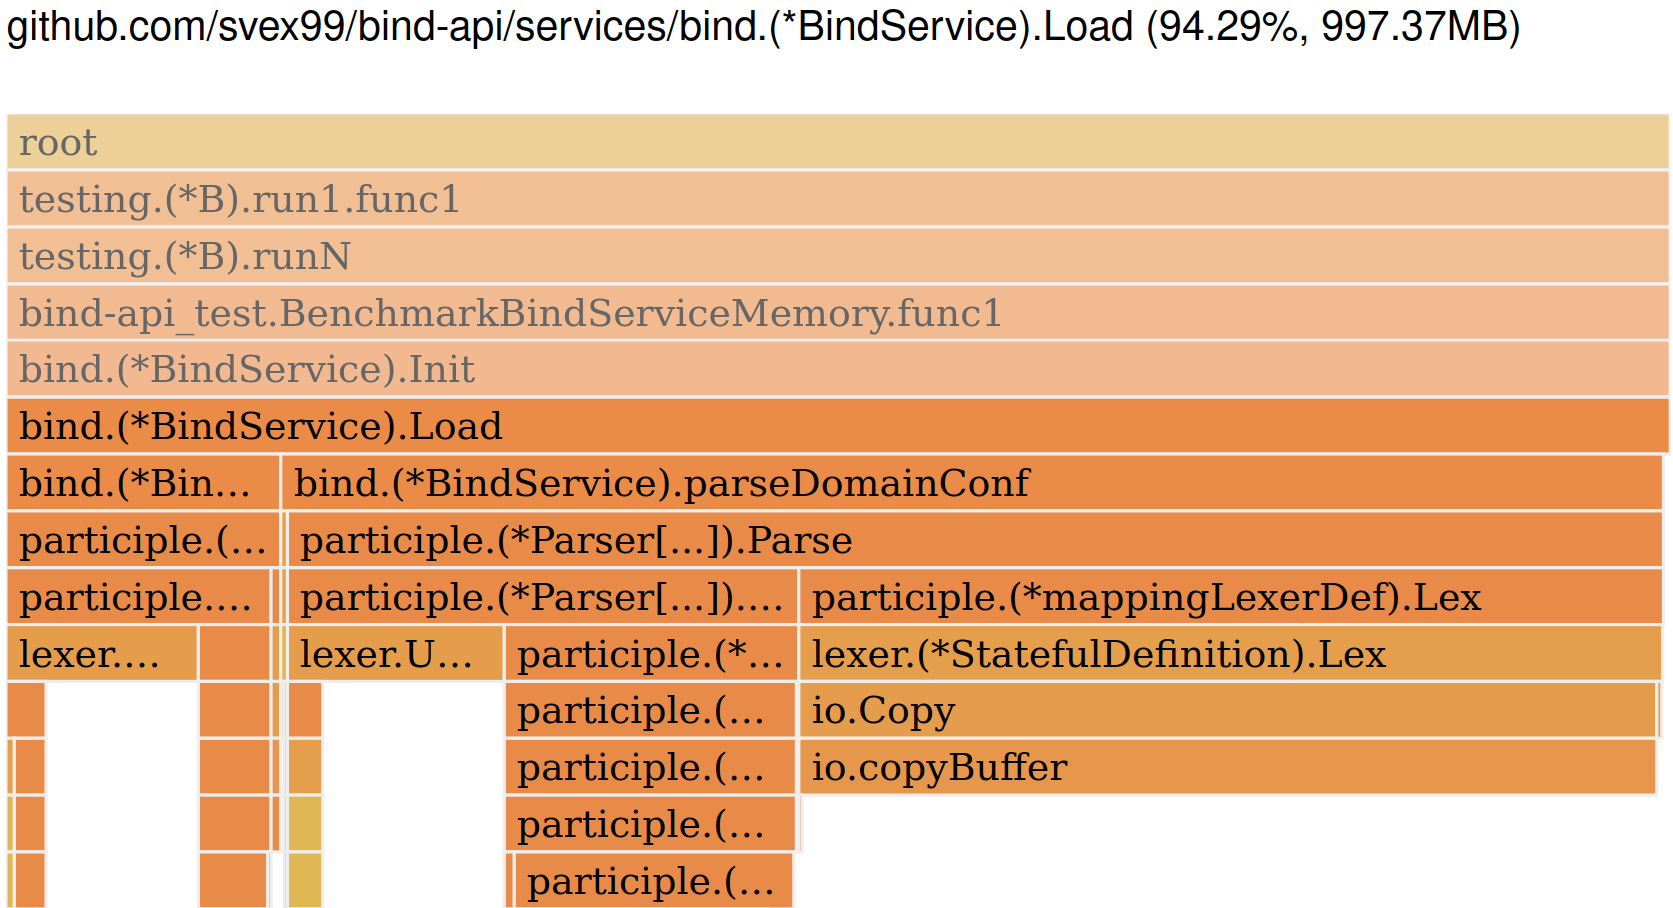 github.com/svex99/bind-api/services/bind.(*BindService).Load (94.29%, 997.37MB)
root
testing.(*B).run1.func1
testing.(*B).runN
bind-api_test.BenchmarkBindServiceMemory.func1
bind.(*BindService).Init
bind.(*BindService).Load
bind.(*Bin... bind.(*BindService).parseDomainConf
participle.(... participle.(*Parser[...]).Parse
participle.... participle.(*Parser[...]).... participle.(*mappingLexerDef).Lex
lexer.... lexer.U... participle.(*... lexer.(*StatefulDefinition).Lex
participle.(... io.Copy
participle.(... io.copyBuffer
participle.(...
participle.(...